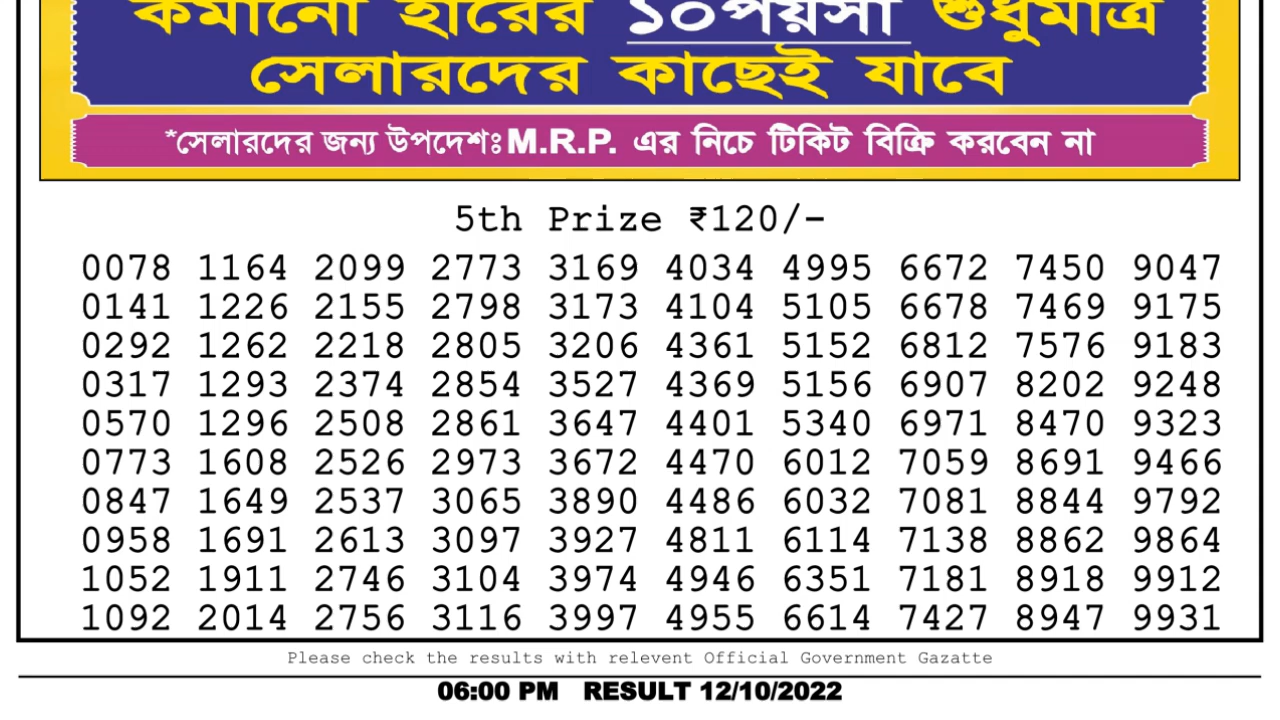 কমানো হারের ১০পয়সা শুধুমাত্র
সেলারদের কাছেই যাবে
*সেলারদের জন্য উপদেশঃ M.R.P. এর নিচে টিকিট বিক্রি করবেন না
5th Prize ₹120/-
0078 1164 2099 2773 3169 4034 4995 6672 7450 9047
0141 1226 2155 2798 3173 4104 5105 6678 7469 9175
0292 1262 2218 2805 3206 4361 5152 6812 7576 9183
0317 1293 2374 2854 3527 4369 5156 6907 8202 9248
0570 1296 2508 2861 3647 4401 5340 6971 8470 9323
0773 1608 2526 2973 3672 4470 6012 7059 8691 9466
0847 1649 2537 3065 3890 4486 6032 7081 8844 9792
0958 1691 2613 3097 3927 4811 6114 7138 8862 9864
1052 1911 2746 3104 3974 4946 6351 7181 8918 9912
1092 2014 2756 3116 3997 4955 6614 7427 8947 9931
Please check the results with relevent Official Government Gazatte
06:00 PM RESULT 12/10/2022